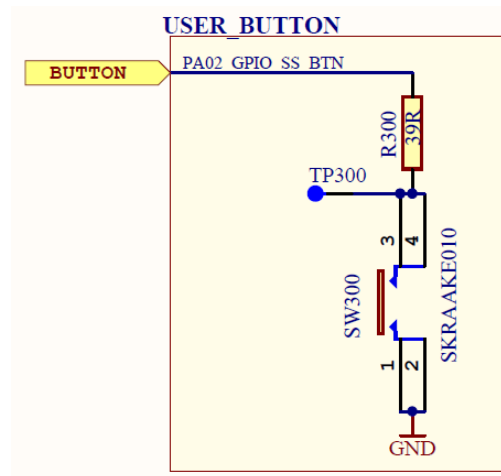 USER_BUTTON
BUTTON
PA02_GPIO_SS_BTN
R300
39R
TP300
3
4
SW300
SKRAAKE010
1
2
GND